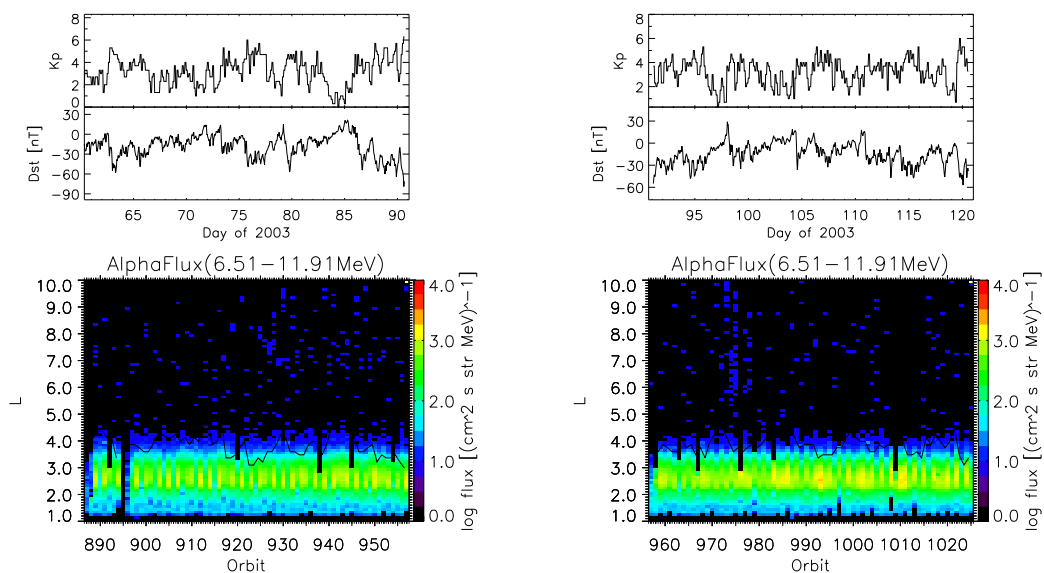 8
6
4
2
0
Kp
30
0
−30
−60
−90
Dst [nT]
65 70 75 80 85 90
Day of 2003
AlphaFlux(6.51−11.91MeV)
10.0
9.0
8.0
7.0
6.0
5.0
4.0
3.0
2.0
1.0
L
890 900 910 920 930 940 950
Orbit
4.0
3.0
2.0
1.0
0.0
log flux [(cm^2 s str MeV)^−1]
8
6
4
2
Kp
30
0
−30
−60
Dst [nT]
95 100 105 110 115 120
Day of 2003
AlphaFlux(6.51−11.91MeV)
10.0
9.0
8.0
7.0
6.0
5.0
4.0
3.0
2.0
1.0
L
960 970 980 990 1000 1010 1020
Orbit
4.0
3.0
2.0
1.0
0.0
log flux [(cm^2 s str MeV)^−1]